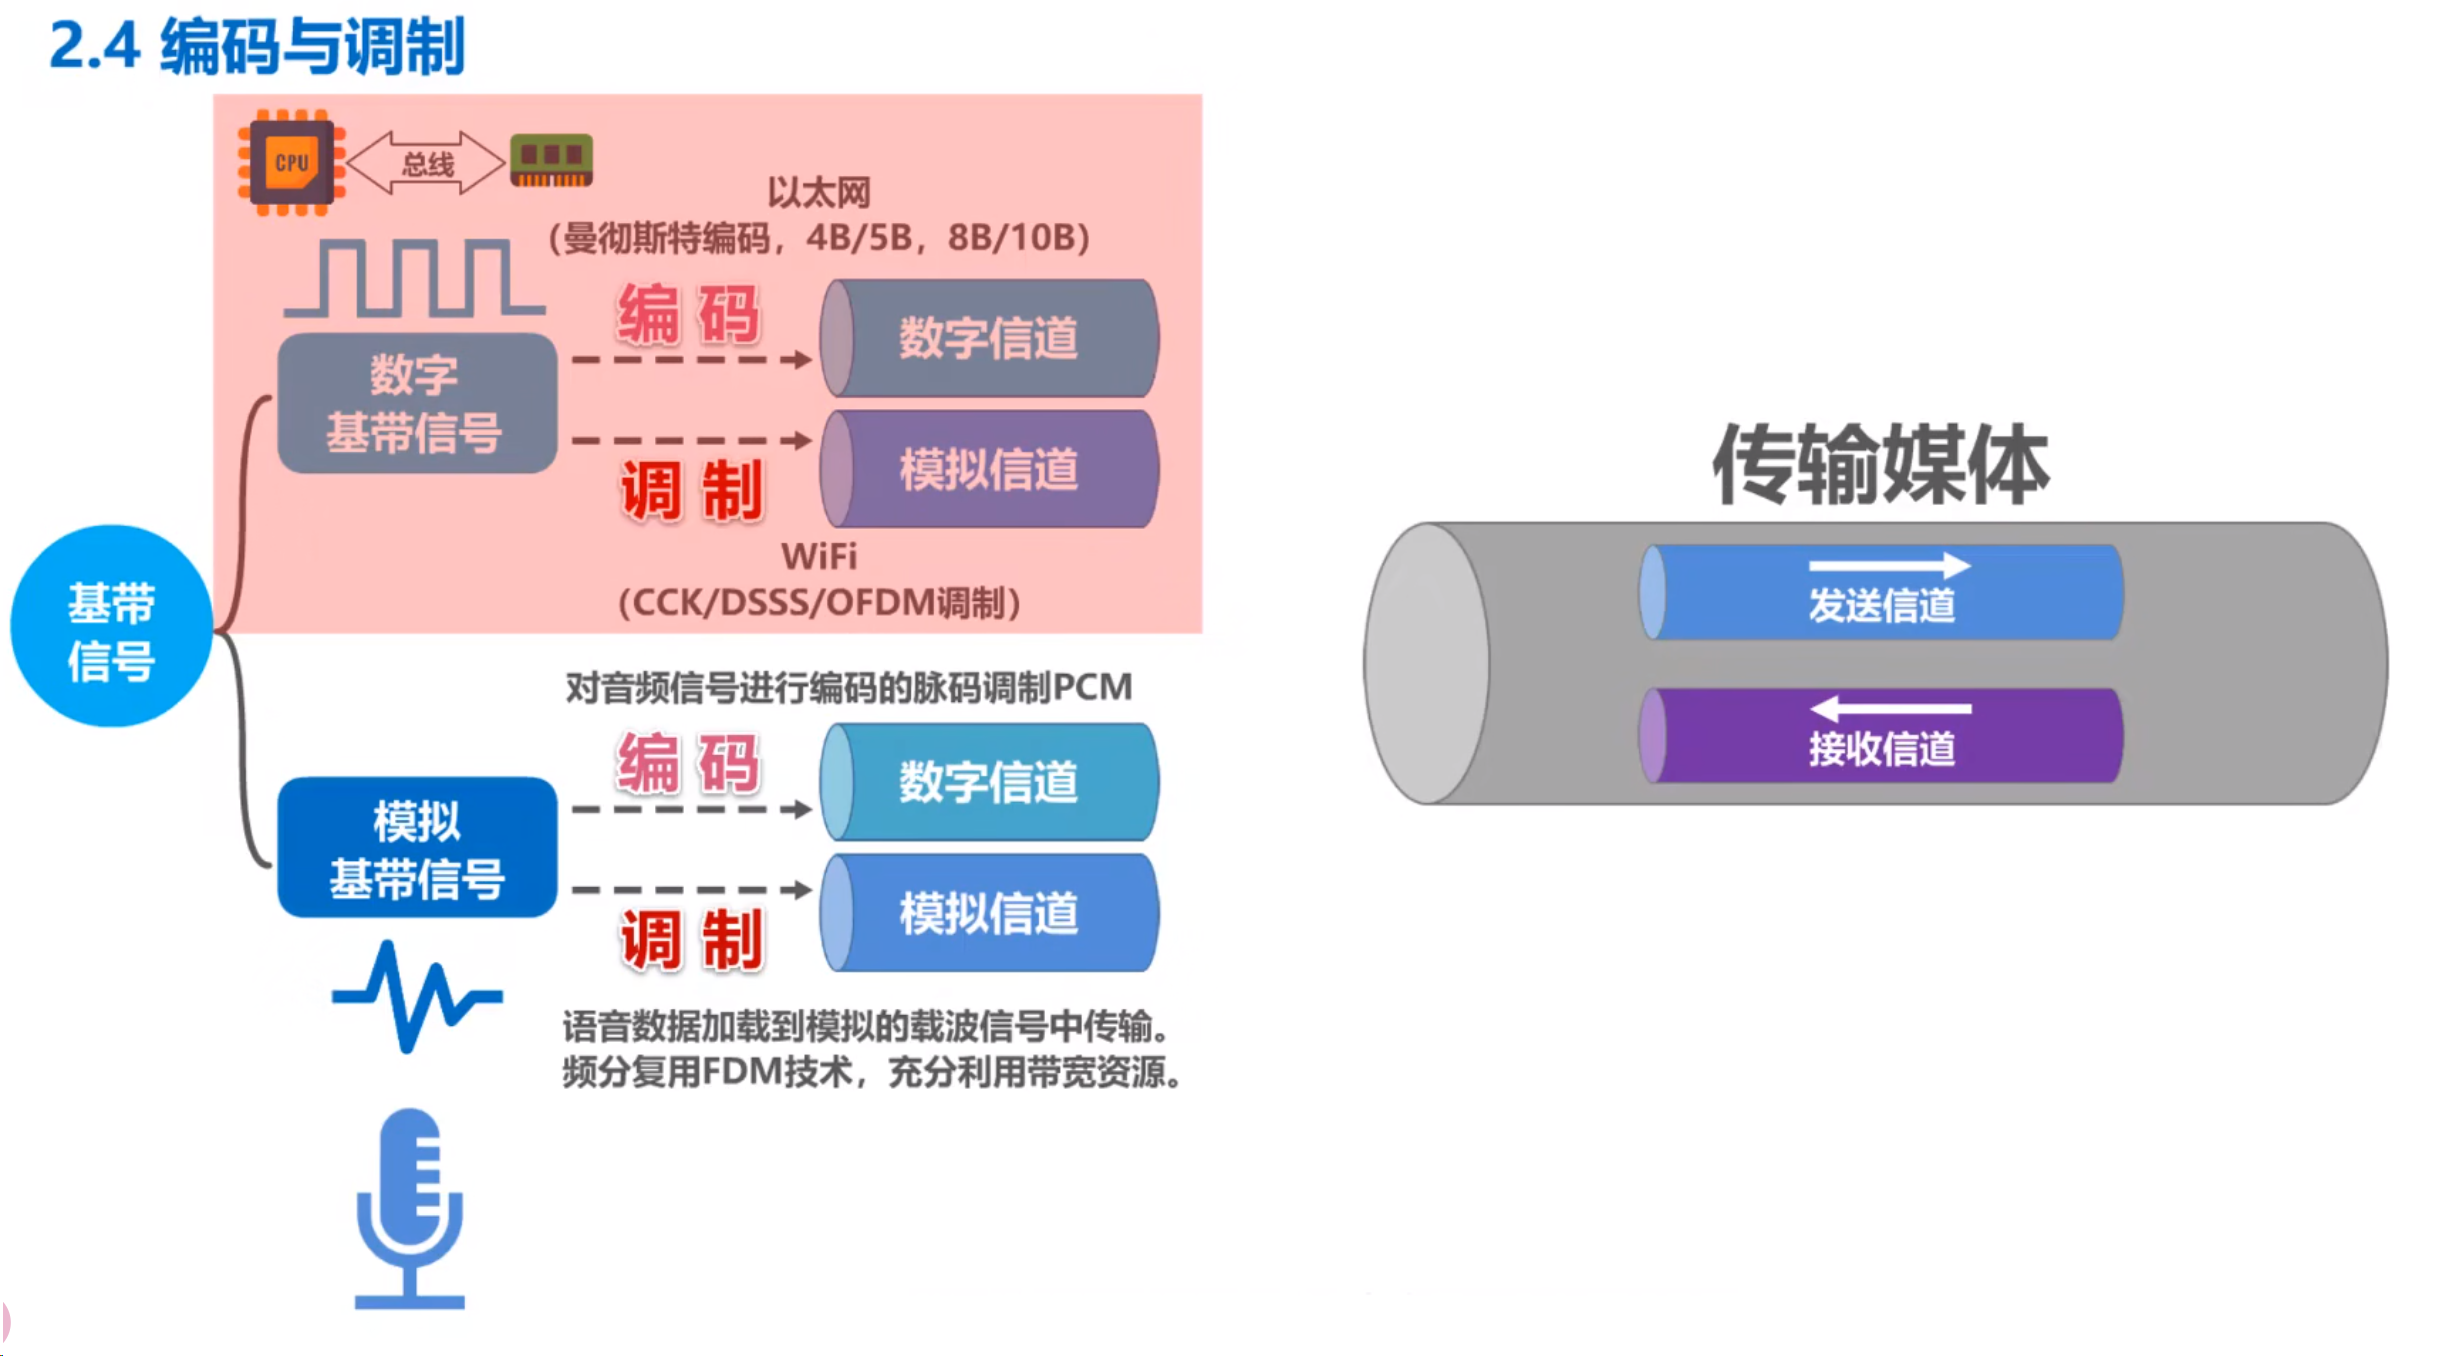 2.4 编码与调制
CPU
总线
以太网
（曼彻斯特编码，4B/5B，8B/10B）
编 码
数字信道
数字
基带信号
调 制
模拟信道
WiFi
（CCK/DSSS/OFDM调制）
基带
信号
对音频信号进行编码的脉码调制PCM
编 码
数字信道
模拟
基带信号
调 制
模拟信道
语音数据加载到模拟的载波信号中传输。
频分复用FDM技术，充分利用带宽资源。
传输媒体
发送信道
接收信道